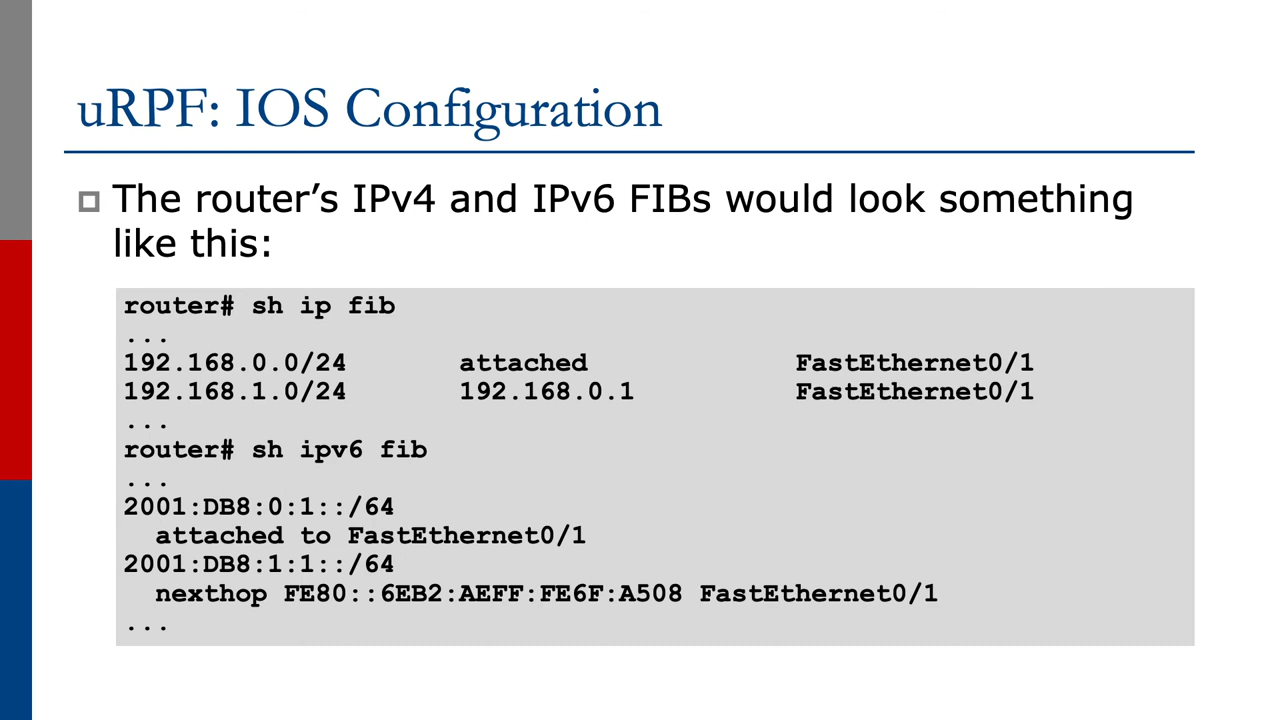 uRPF: IOS Configuration
The router’s IPv4 and IPv6 FIBs would look something
like this:
router# sh ip fib
...
192.168.0.0/24 attached FastEthernet0/1
192.168.1.0/24 192.168.0.1 FastEthernet0/1
...
router# sh ipv6 fib
...
2001:DB8:0:1::/64
attached to FastEthernet0/1
2001:DB8:1:1::/64
nexthop FE80::6EB2:AEFF:FE6F:A508 FastEthernet0/1
...